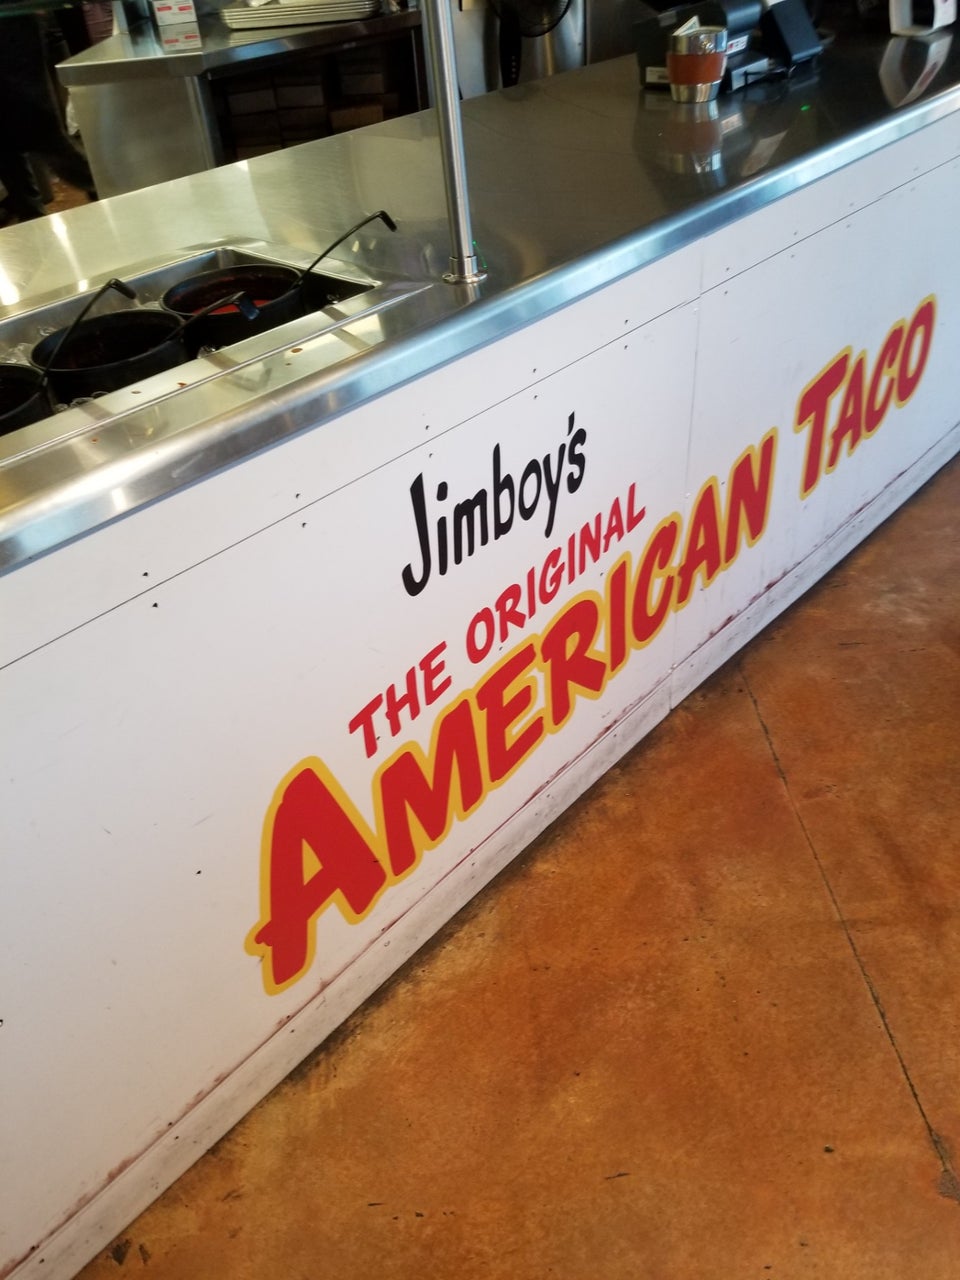 Jimboy's
THE ORIGINAL
AMERICAN TACO